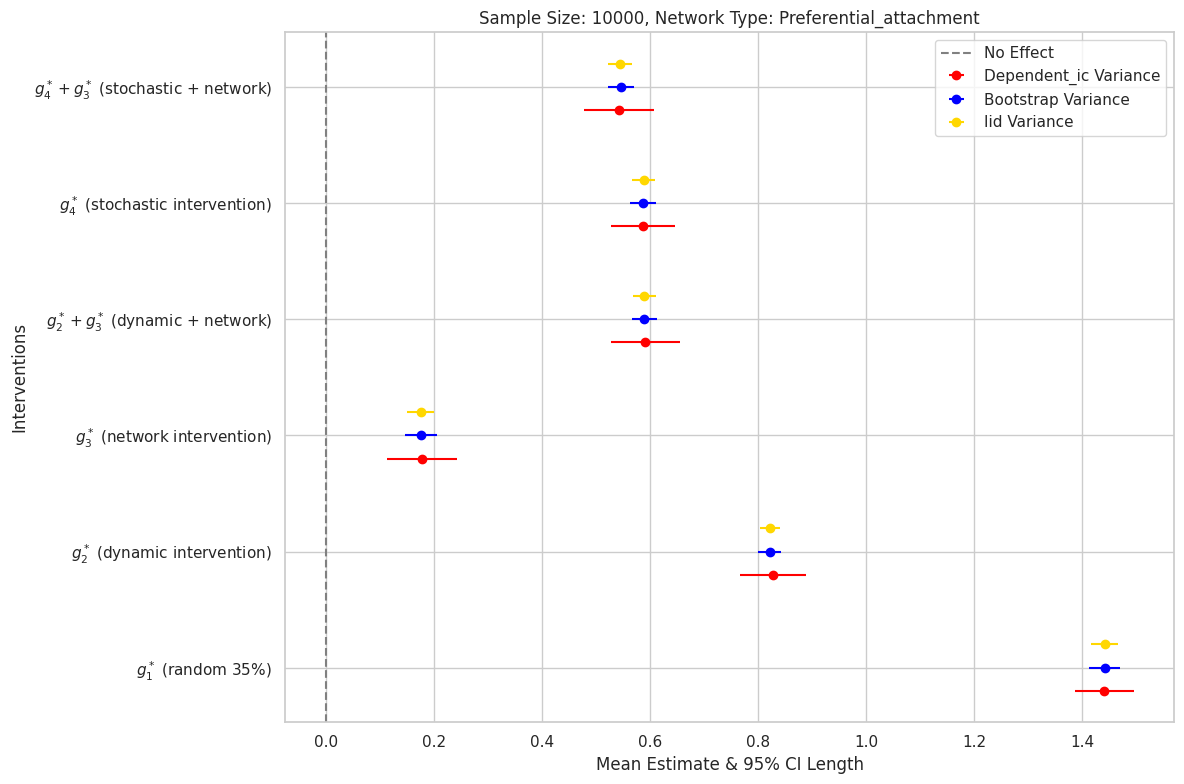 Sample Size: 10000, Network Type: Preferential_attachment
No Effect
Dependent_ic Variance
Bootstrap Variance
Iid Variance
g₄* + g₃* (stochastic + network)
g₄* (stochastic intervention)
g₂* + g₃* (dynamic + network)
g₃* (network intervention)
g₂* (dynamic intervention)
g₁* (random 35%)
Interventions
0.0 0.2 0.4 0.6 0.8 1.0 1.2 1.4
Mean Estimate & 95% CI Length